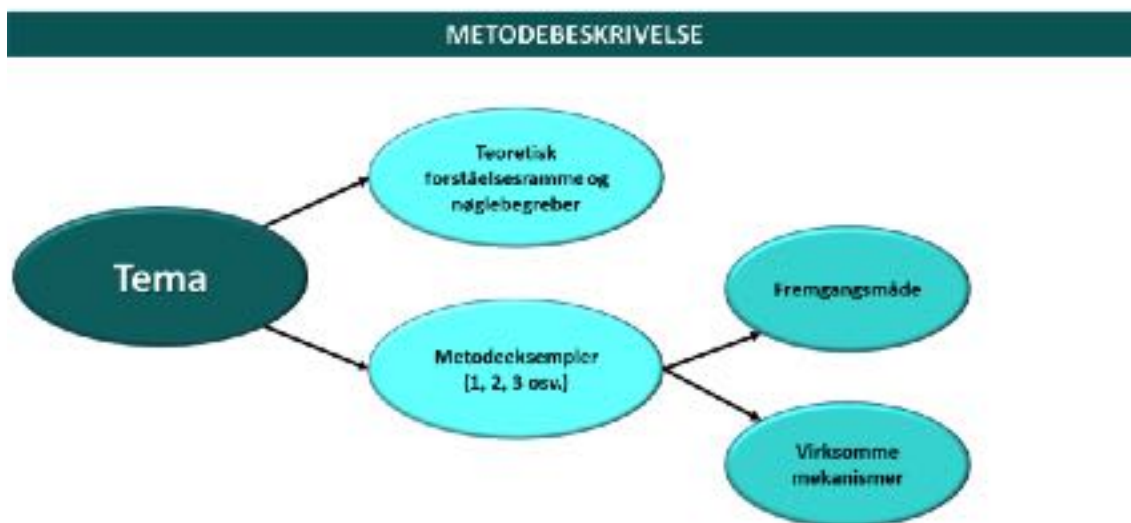 METODEBESKRIVELSE
Tema
Teoretisk
forståelsesramme og
nøglebegreber
Metodeeksempler
(1, 2, 3 osv.)
Fremgangsmåde
Virksomme
mekanismer